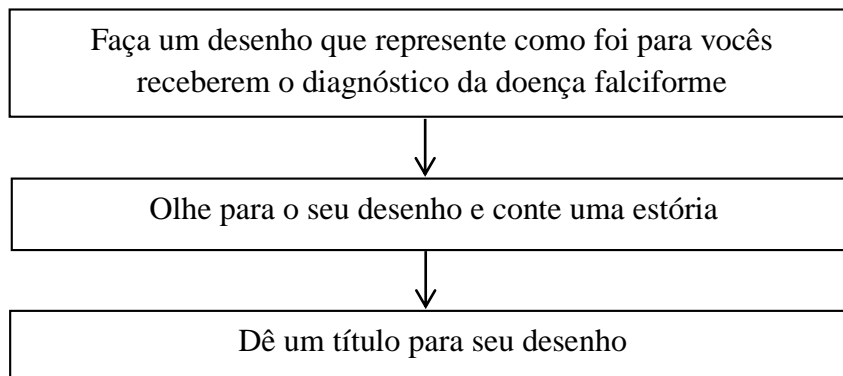 Faça um desenho que represente como foi para vocês
receberem o diagnóstico da doença falciforme
Olhe para o seu desenho e conte uma estória
Dê um título para seu desenho